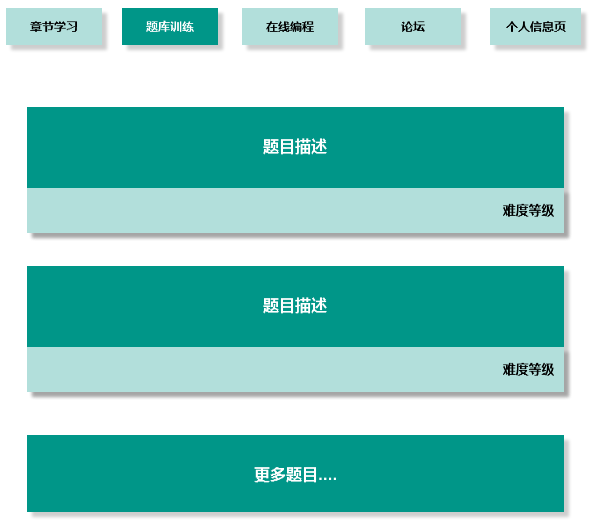 章节学习
题库训练
在线编程
论坛
个人信息页
题目描述
难度等级
题目描述
难度等级
更多题目....